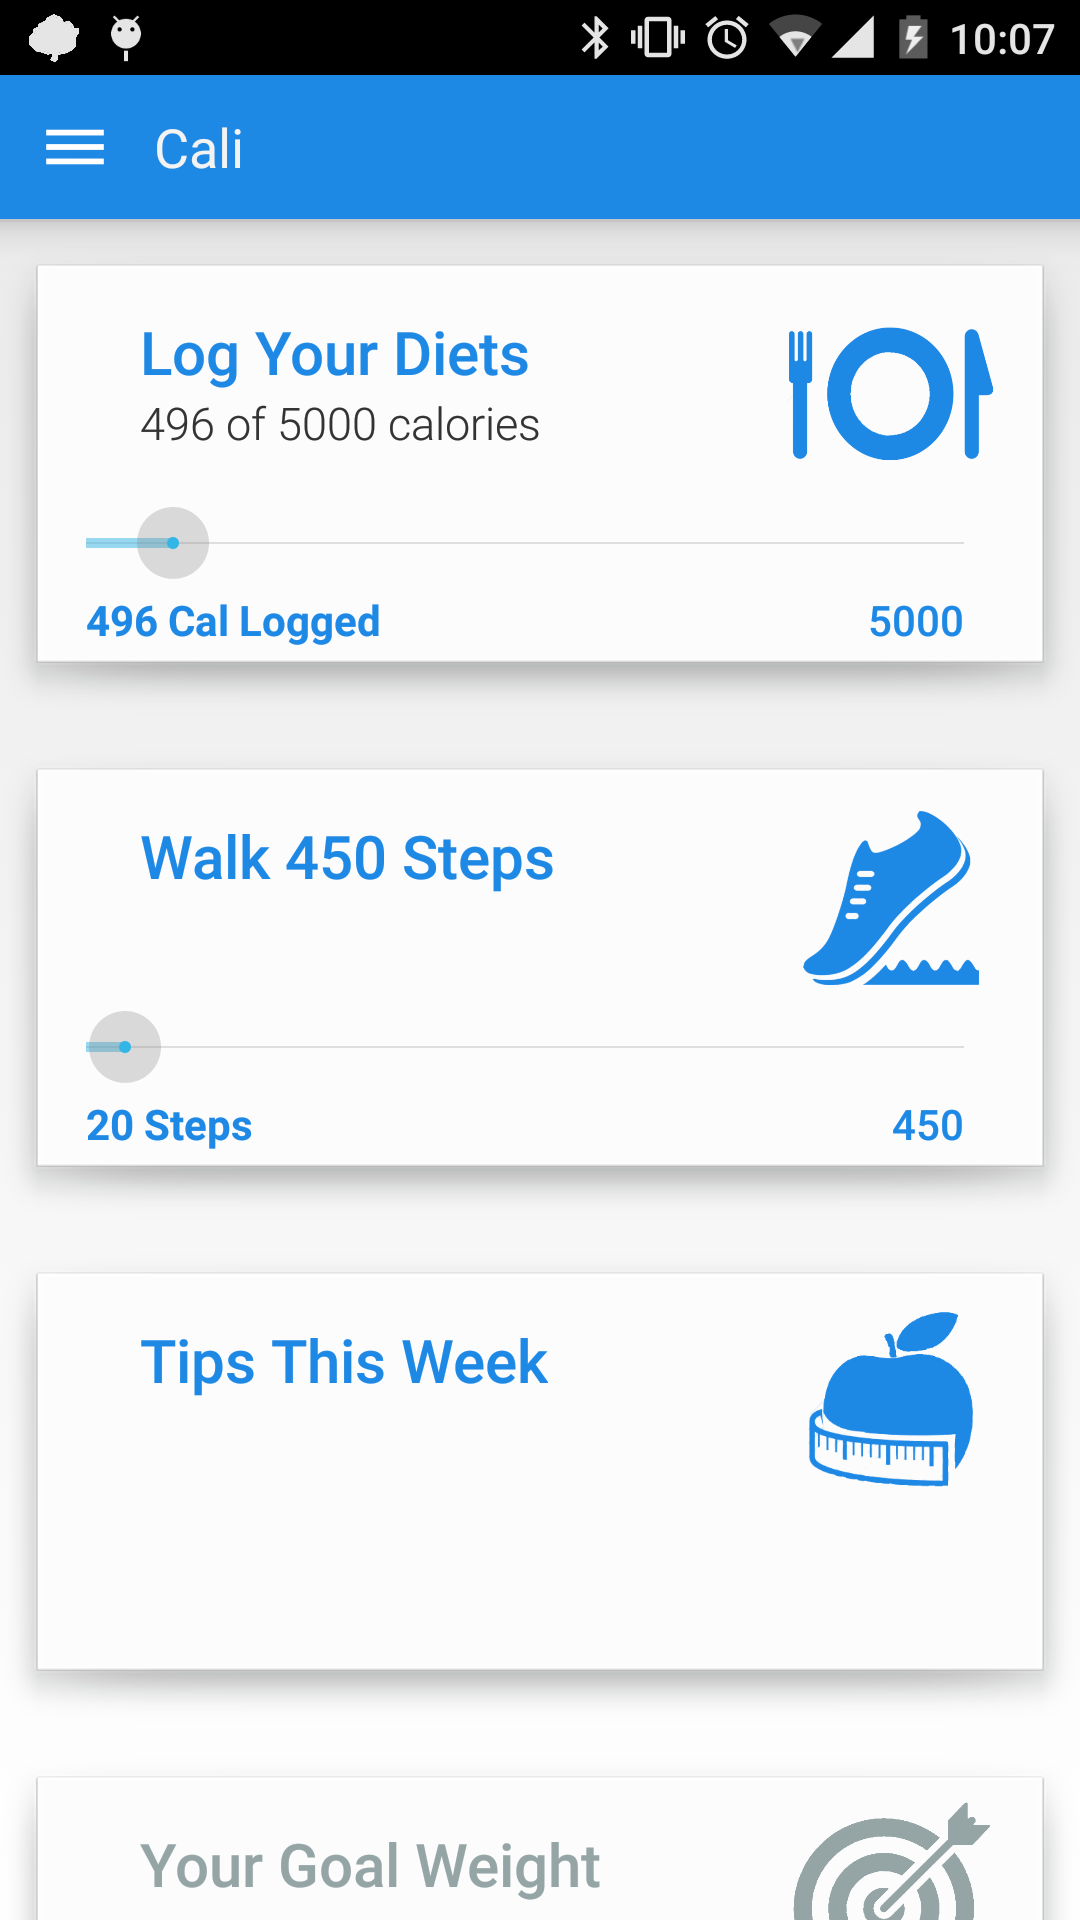 10:07
Cali
Log Your Diets
496 of 5000 calories
496 Cal Logged 5000
Walk 450 Steps
20 Steps 450
Tips This Week
Your Goal Weight